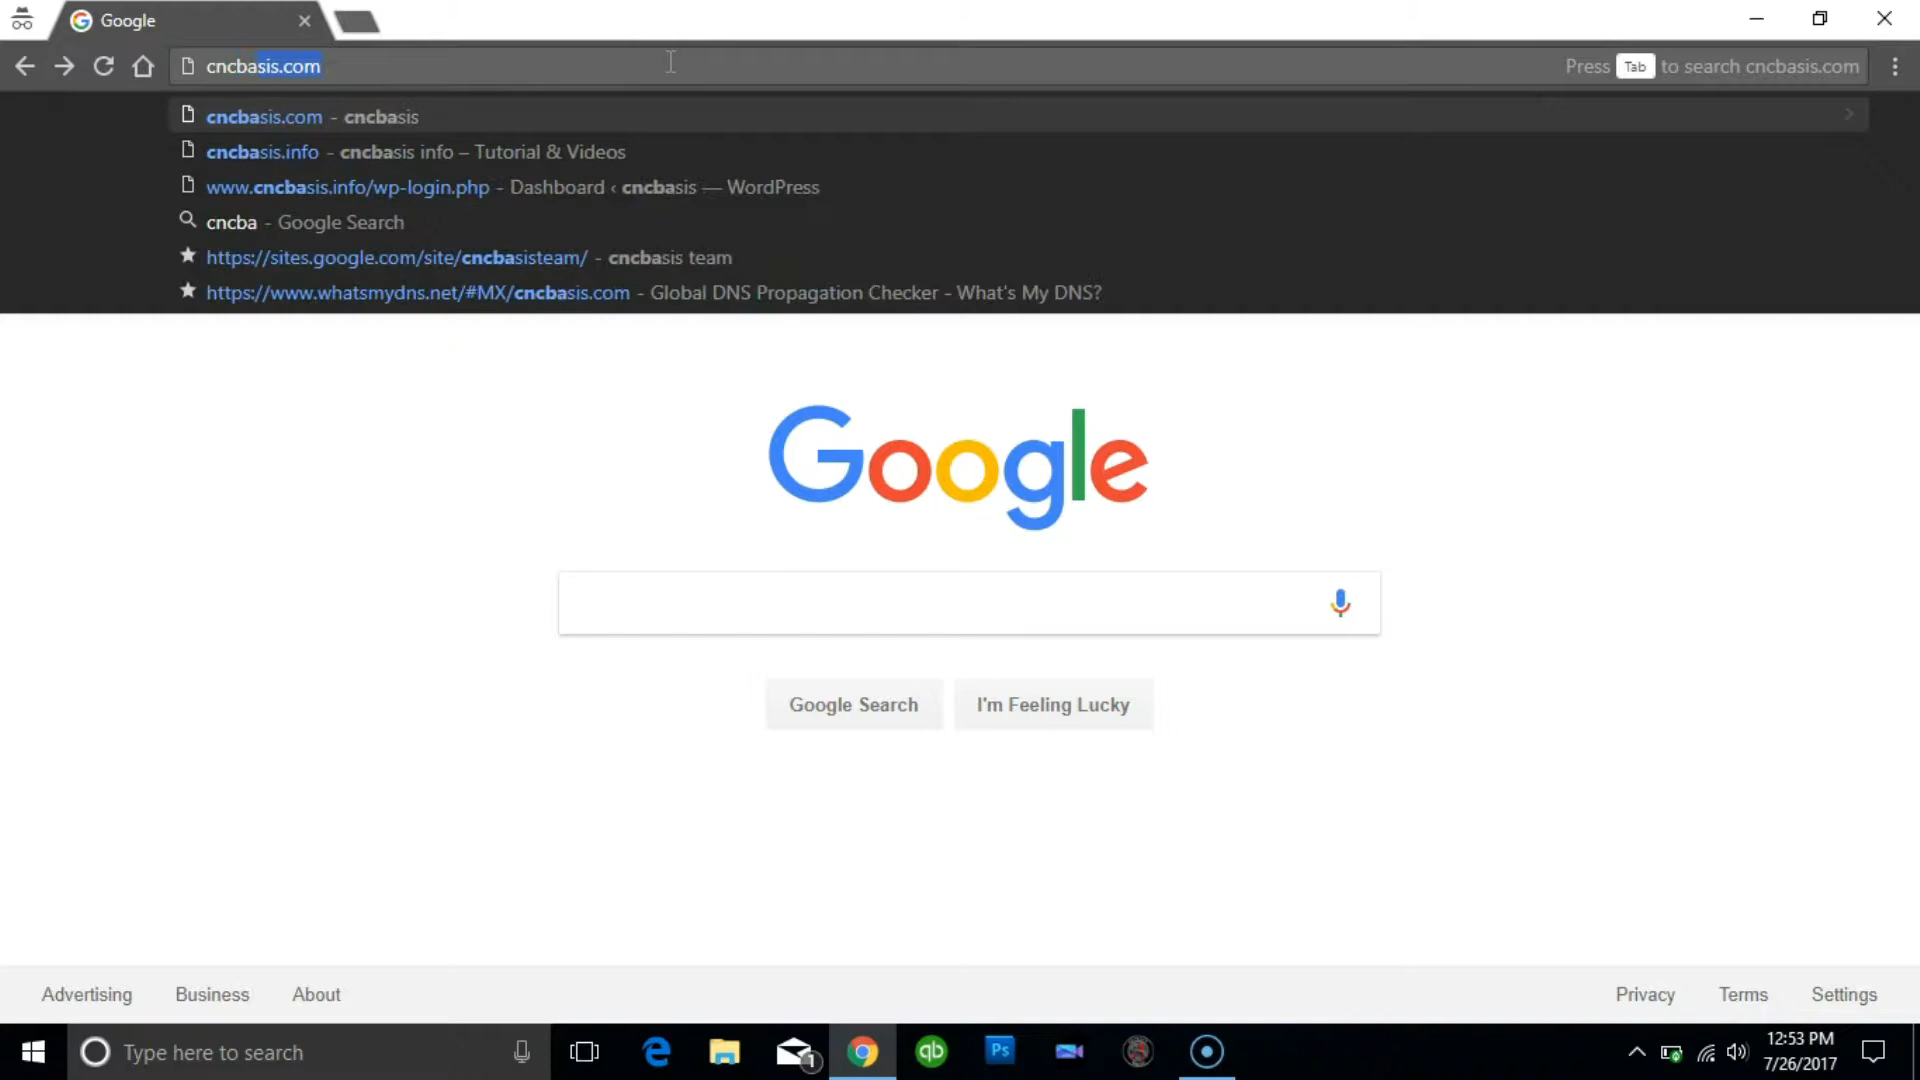 Google
cncbasis.com
Press Tab to search cncbasis.com
cncbasis.com - cncbasis
cncbasis.info - cncbasis info – Tutorial & Videos
www.cncbasis.info/wp-login.php - Dashboard ‹ cncbasis — WordPress
cncba - Google Search
https://sites.google.com/site/cncbasisteam/ - cncbasis team
https://www.whatsmydns.net/#MX/cncbasis.com - Global DNS Propagation Checker - What's My DNS?
Google
Google Search I'm Feeling Lucky
Advertising Business About Privacy Terms Settings
Type here to search
1
qb
Ps
12:53 PM
7/26/2017